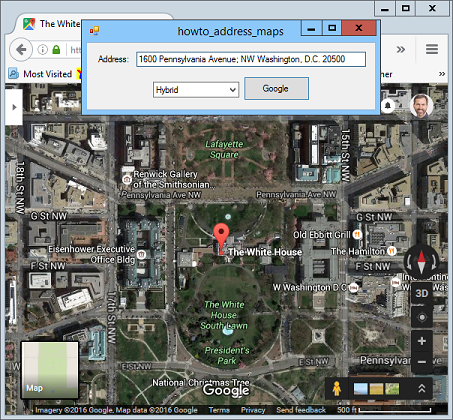 The White
howto_address_maps
Address: 1600 Pennsylvania Avenue; NW Washington, D.C. 20500
Hybrid
Google
Most Visited
Lafayette
Square
18th St NW
15th St NW
Renwick Gallery
of the Smithsonian...
Pennsylvania Ave NW
Pennsylvania Ave NW
G St NW
G St NW
Old Ebbitt Grill
Eisenhower Executive
Office Bldg
The White House
The Hamilton
F St NW
F St NW
17th St NW
W Washington D.C
The White
House
South Lawn
3D
President's
Park
E St NW
Pennsylvania
National Christmas Tree
Map
Google
Imagery ©2016 Google, Map data ©2016 Google Terms Privacy Send feedback 500 ft